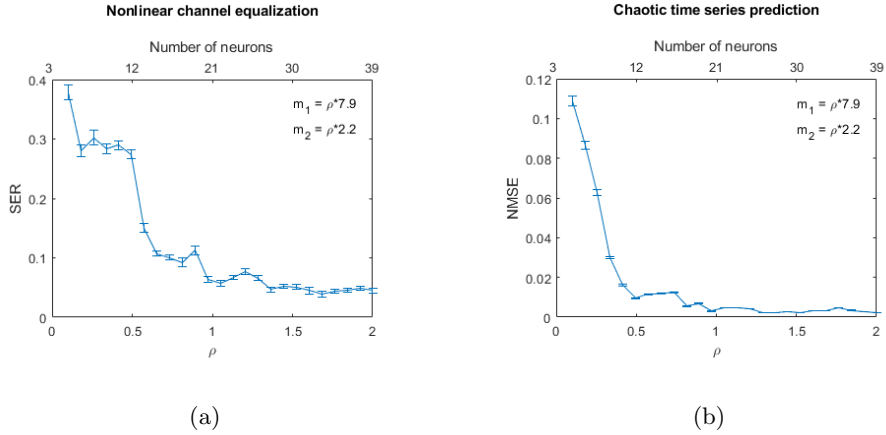 Nonlinear channel equalization
Number of neurons
3 12 21 39
0.4
0.3
0.2
0.1
0
SER
m1 = ρ*7.9
m2 = ρ*2.2
0 0.5 1 1.5 2
ρ
(a)
Chaotic time series prediction
Number of neurons
3 12 21 39
0.12
0.1
0.08
0.06
0.04
0.02
0
NMSE
m1 = ρ*7.9
m2 = ρ*2.2
0 0.5 1 1.5 2
ρ
(b)